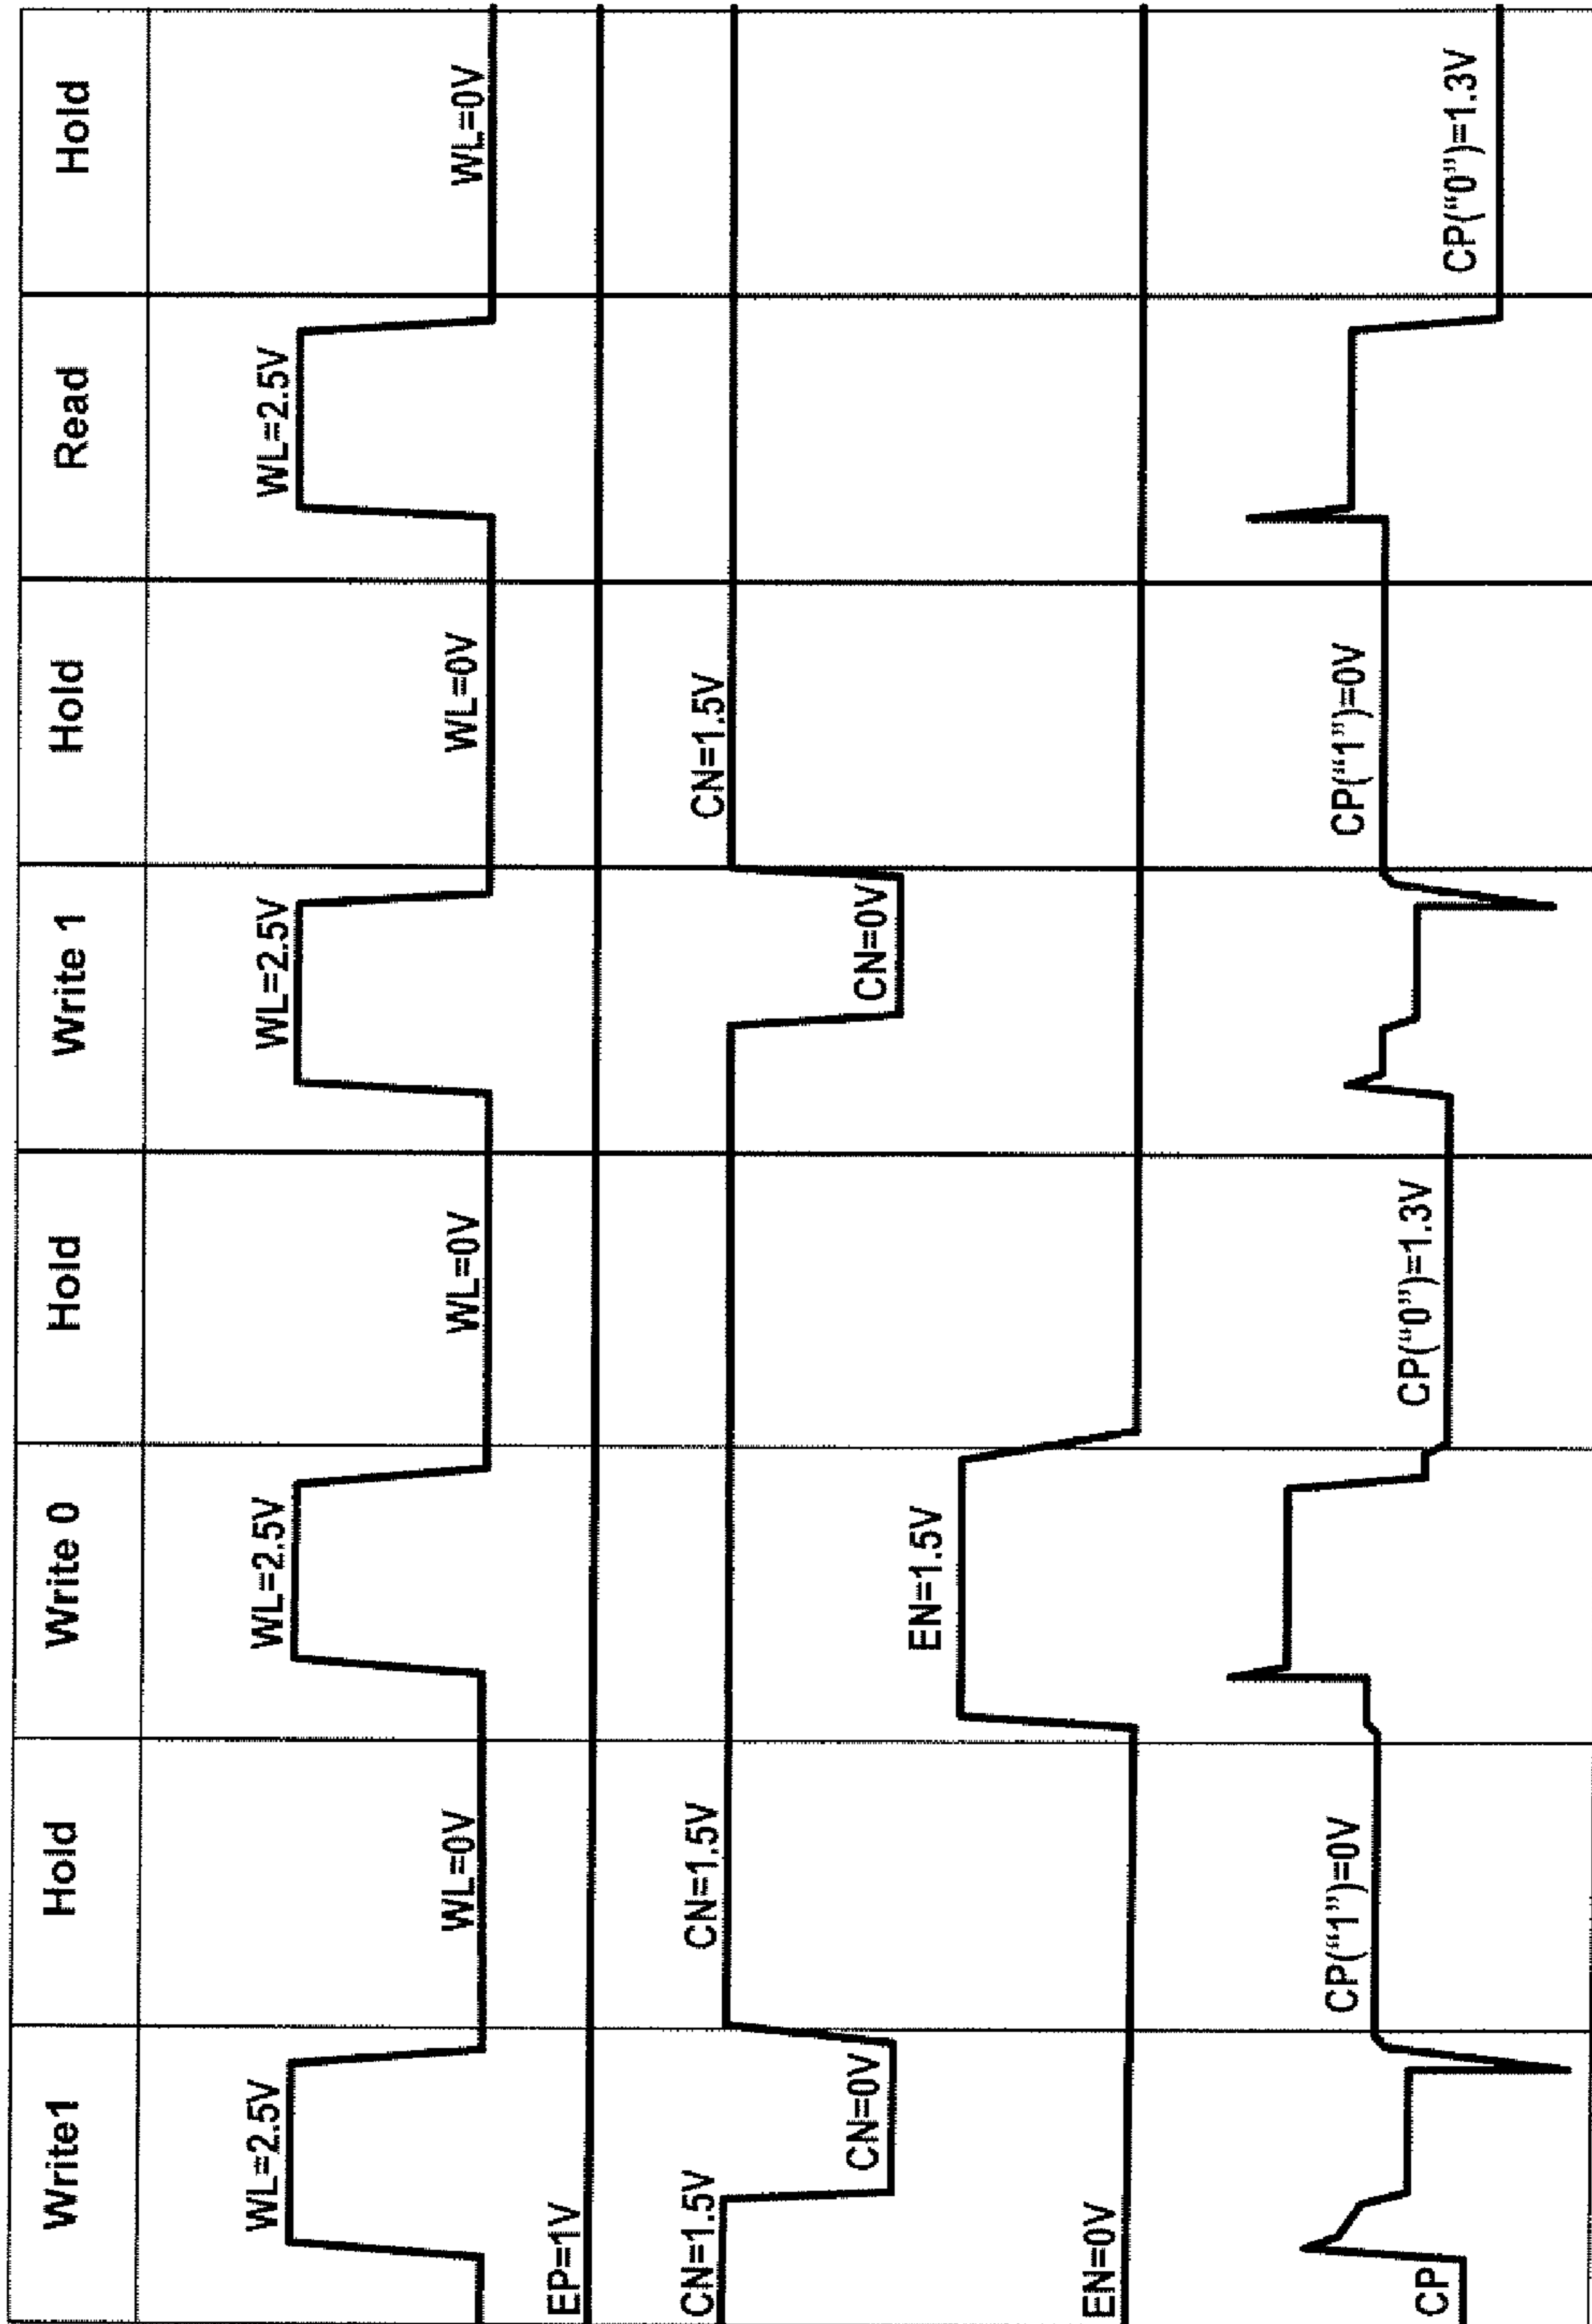 Write1 Hold Write 0 Hold Write 1 Hold Read Hold
WL=2.5V WL=0V WL=2.5V WL=0V WL=2.5V WL=0V WL=2.5V WL=0V
EP=1V
CN=1.5V CN=0V CN=1.5V CN=0V CN=1.5V
EN=0V EN=1.5V
CP CP(“1”)=0V CP(“0”)=1.3V CP(“1”)=0V CP(“0”)=1.3V